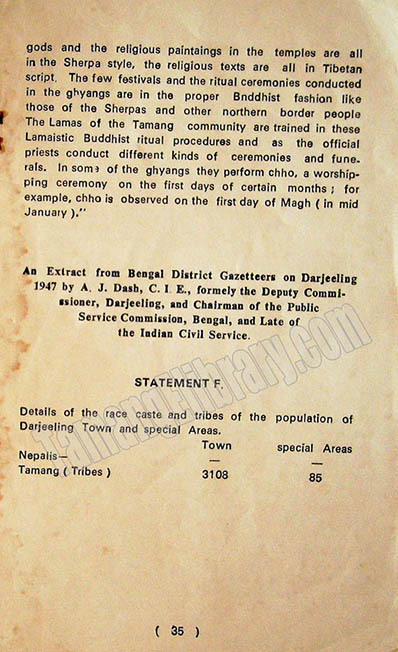 gods and the religious paintaings in the temples are all
in the Sherpa style, the religious texts are all in Tibetan
script. The few festivals and the ritual ceremonies conducted
in the ghyangs are in the proper Bnddhist fashion like
those of the Sherpas and other northern border people
The Lamas of the Tamang community are trained in these
Lamaistic Buddhist ritual procedures and as the official
priests conduct different kinds of ceremonies and fune-
rals. In some of the ghyangs they perform chho, a worship-
ping ceremony on the first days of certain months ; for
example, chho is observed on the first day of Magh ( in mid
January )."
An Extract from Bengal District Gazetteers on Darjeeling
1947 by A. J. Dash, C. I. E., formely the Deputy Commi-
ssioner, Darjeeling, and Chairman of the Public
Service Commission, Bengal, and Late of
the Indian Civil Service.
STATEMENT F.
Details of the race caste and tribes of the population of
Darjeeling Town and special Areas.
Town special Areas
Nepalis— — —
Tamang ( Tribes ) 3108 85
( 35 )
TamangLibrary.com